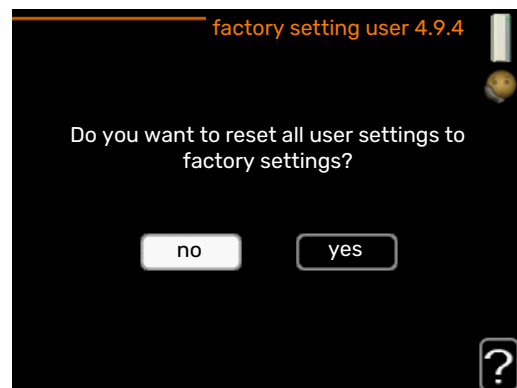 factory setting user 4.9.4
Do you want to reset all user settings to
factory settings?
no yes
?